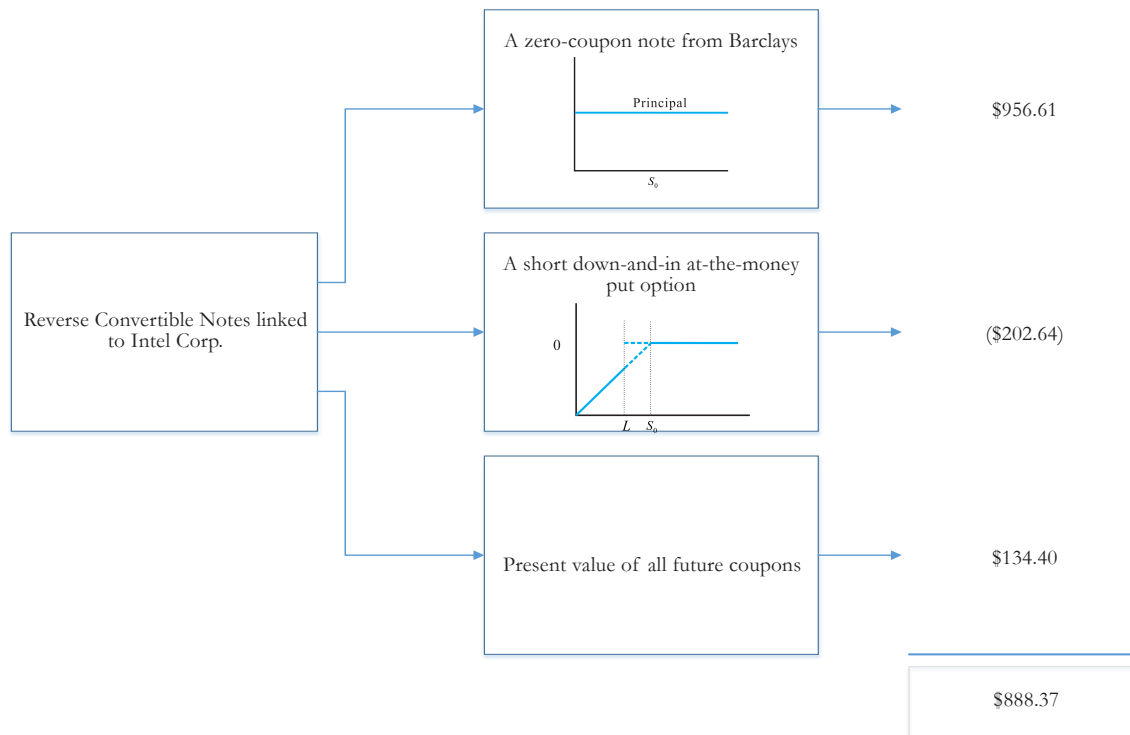 A zero-coupon note from Barclays
Principal
S₀
$956.61
Reverse Convertible Notes linked
to Intel Corp.
A short down-and-in at-the-money
put option
0
L S₀
($202.64)
Present value of all future coupons
$134.40
$888.37